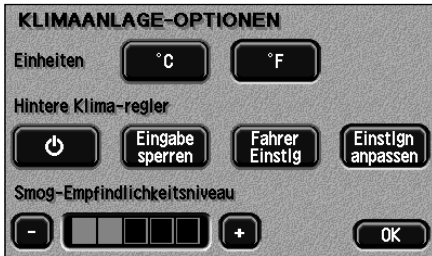 KLIMAANLAGE-OPTIONEN
Einheiten °C °F
Hintere Klima-regler
Eingabe sperren
Fahrer Einstlg
Einstlgn anpassen
Smog-Empfindlichkeitsniveau
- + OK